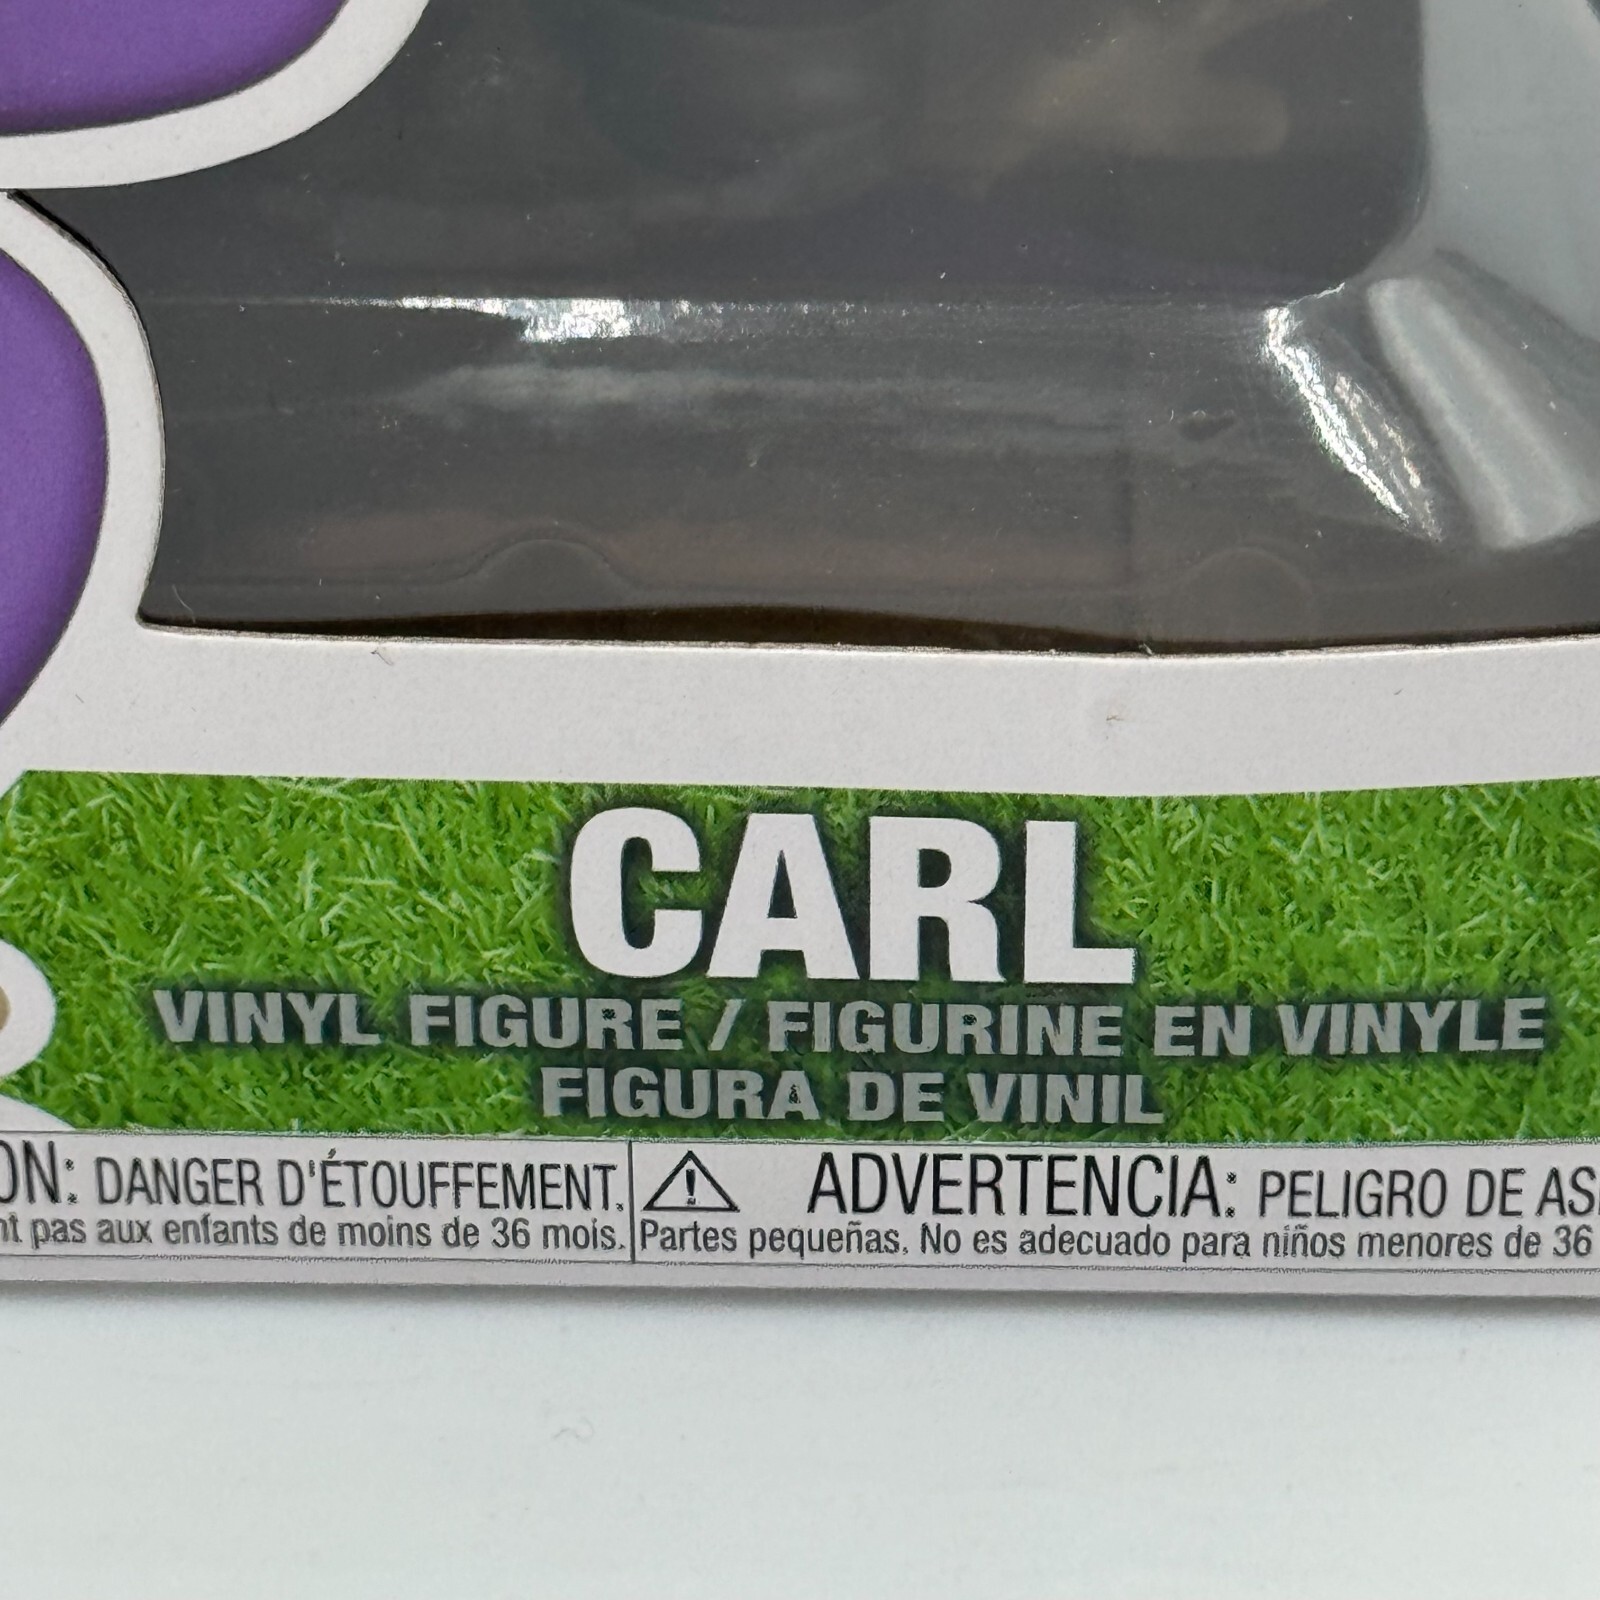 CARL
VINYL FIGURE / FIGURINE EN VINYLE
FIGURA DE VINIL
DANGER D'ÉTOUFFEMENT.
pas aux enfants de moins de 36 mois.
ADVERTENCIA: PELIGRO DE
Partes pequeñas. No es adecuado para niños menores de 36